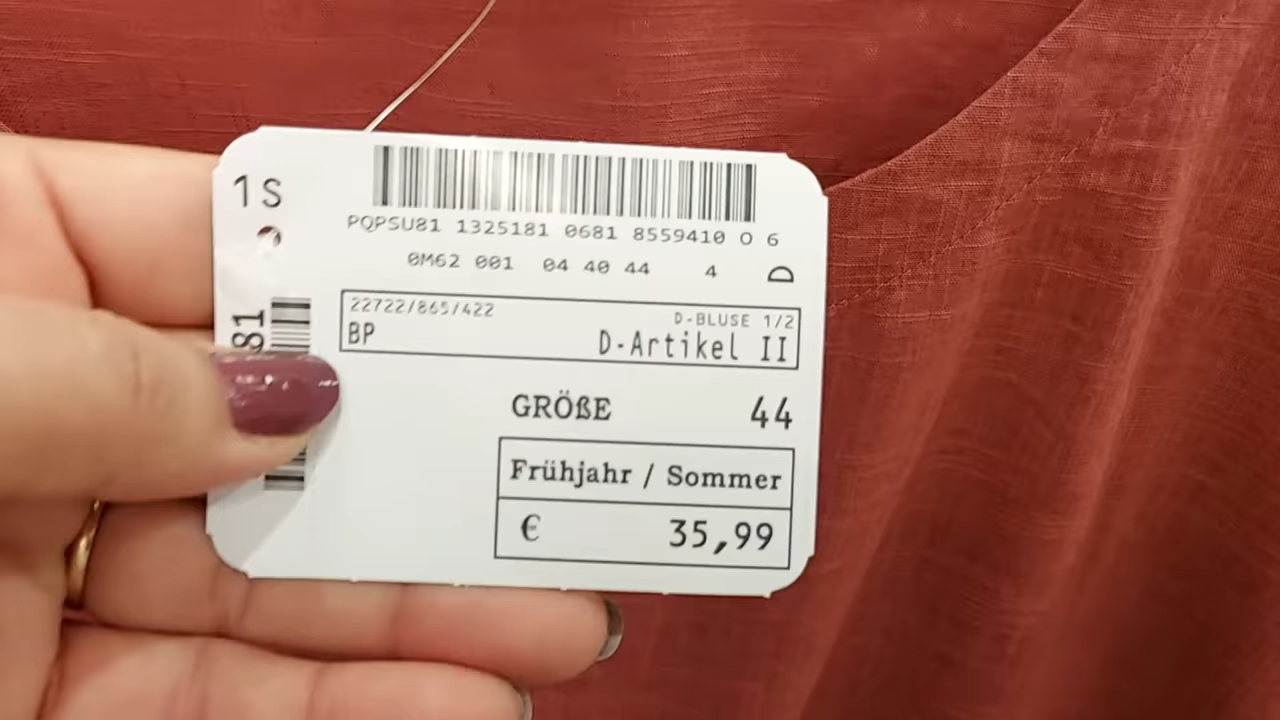 1S
PQPSU81 1325181 0681 8559410 O 6
0M62 001 04 40 44 4 D
22722/865/422
D-BLUSE 1/2
BP D-Artikel II
81
GRÖßE 44
Frühjahr / Sommer
€ 35,99